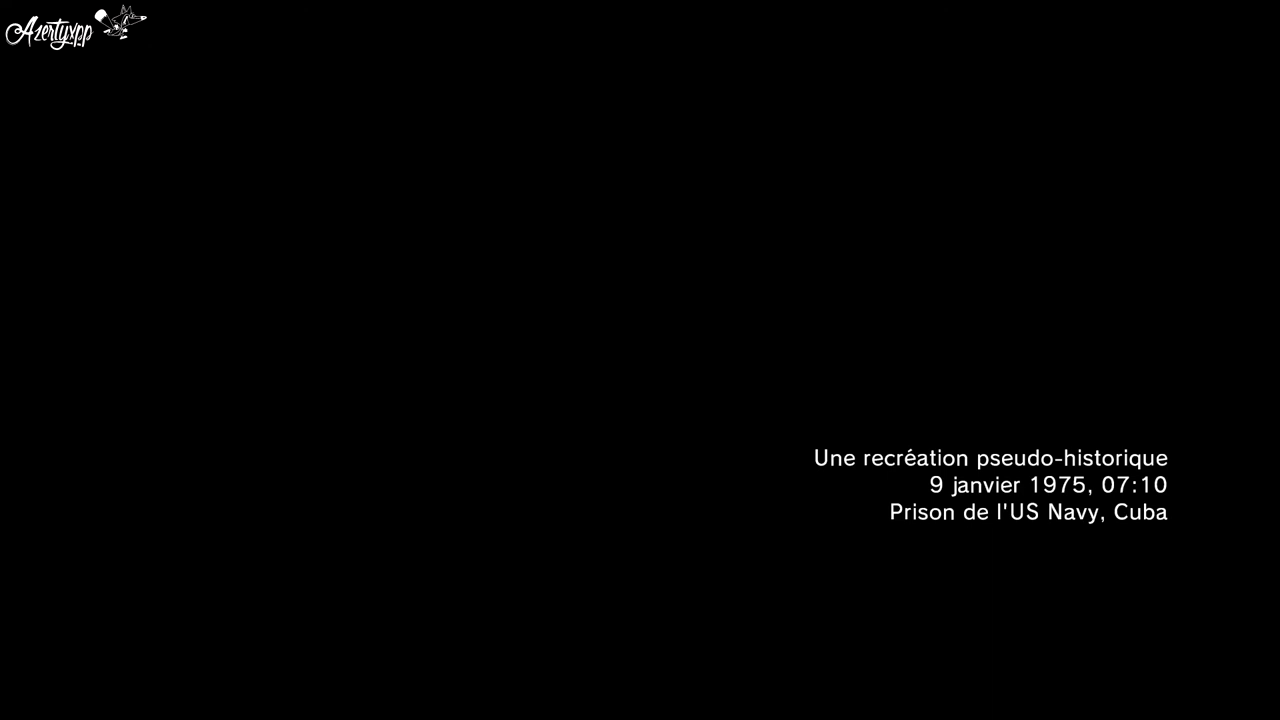 Azertyxpp
Une recréation pseudo-historique
9 janvier 1975, 07:10
Prison de l'US Navy, Cuba